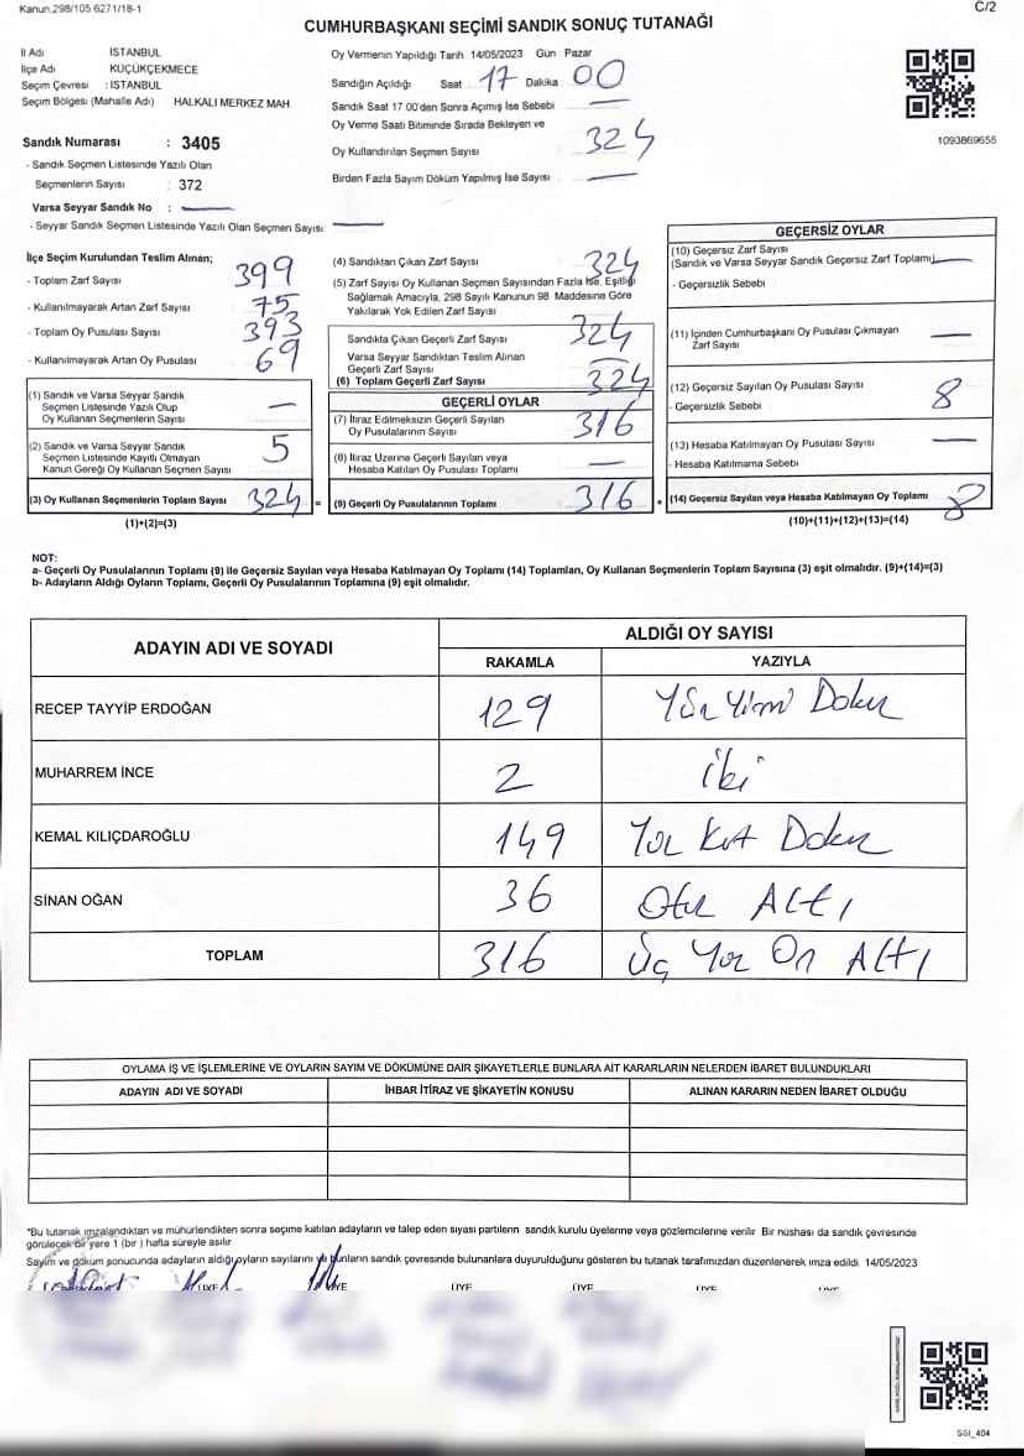 Kanun.298/105 6271/18-1
C/2
CUMHURBAŞKANI SEÇİMİ SANDIK SONUÇ TUTANAĞI
İl Adı İSTANBUL
İlçe Adı KÜÇÜKÇEKMECE
Seçim Çevresi : İSTANBUL
Seçim Bölgesi (Mahalle Adı) HALKALI MERKEZ MAH.
Sandık Numarası : 3405
- Sandık Seçmen Listesinde Yazılı Olan
Seçmenlerin Sayısı : 372
Varsa Seyyar Sandık No : —
- Seyyar Sandık Seçmen Listesinde Yazılı Olan Seçmen Sayısı: —
Oy Vermenin Yapıldığı Tarih 14/05/2023 Gün Pazar
Sandığın Açıldığı Saat 17 Dakika 00
Sandık Saat 17 00'den Sonra Açımış İse Sebebi —
Oy Verme Saati Bitiminde Sırada Bekleyen ve
Oy Kullandırılan Seçmen Sayısı 324
Birden Fazla Sayım Döküm Yapılmış İse Sayısı —
1093869655
İlçe Seçim Kurulundan Teslim Alınan;
- Toplam Zarf Sayısı 399
- Kullanılmayarak Artan Zarf Sayısı 75
- Toplam Oy Pusulası Sayısı 393
- Kullanılmayarak Artan Oy Pusulası 69
(1) Sandık ve Varsa Seyyar Sandık
Seçmen Listesinde Yazılı Olup
Oy Kullanan Seçmenlerin Sayısı —
(2) Sandık ve Varsa Seyyar Sandık
Seçmen Listesinde Kayıtlı Olmayan
Kanun Gereği Oy Kullanan Seçmen Sayısı 5
(3) Oy Kullanan Seçmenlerin Toplam Sayısı 324 =
(1)+(2)=(3)
(4) Sandıktan Çıkan Zarf Sayısı 324
(5) Zarf Sayısı Oy Kullanan Seçmen Sayısından Fazla İse, Eşitliği
Sağlamak Amacıyla, 298 Sayılı Kanunun 98 Maddesine Göre
Yakılarak Yok Edilen Zarf Sayısı
Sandıkta Çıkan Geçerli Zarf Sayısı 324
Varsa Seyyar Sandıktan Teslim Alınan
Geçerli Zarf Sayısı —
(6) Toplam Geçerli Zarf Sayısı 324
GEÇERLİ OYLAR
(7) İtiraz Edilmeksizin Geçerli Sayılan
Oy Pusulalarının Sayısı 316
(8) İtiraz Üzerine Geçerli Sayılan veya
Hesaba Katılan Oy Pusulası Toplamı —
(9) Geçerli Oy Pusulalarının Toplamı 316 +
GEÇERSİZ OYLAR
(10) Geçersiz Zarf Sayısı
(Sandık ve Varsa Seyyar Sandık Geçersiz Zarf Toplamı) —
- Geçersizlik Sebebi
(11) İçinden Cumhurbaşkanı Oy Pusulası Çıkmayan
Zarf Sayısı —
(12) Geçersiz Sayılan Oy Pusulası Sayısı 8
- Geçersizlik Sebebi
(13) Hesaba Katılmayan Oy Pusulası Sayısı —
- Hesaba Katılmama Sebebi
(14) Geçersiz Sayılan veya Hesaba Katılmayan Oy Toplamı 8
(10)+(11)+(12)+(13)=(14)
NOT:
a- Geçerli Oy Pusulalarının Toplamı (9) ile Geçersiz Sayılan veya Hesaba Katılmayan Oy Toplamı (14) Toplamları, Oy Kullanan Seçmenlerin Toplam Sayısına (3) eşit olmalıdır. (9)+(14)=(3)
b- Adayların Aldığı Oyların Toplamı, Geçerli Oy Pusulalarının Toplamına (9) eşit olmalıdır.
ADAYIN ADI VE SOYADI ALDIĞI OY SAYISI
RAKAMLA YAZIYLA
RECEP TAYYİP ERDOĞAN 129 Yüz Yirmi Dokuz
MUHARREM İNCE 2 İki
KEMAL KILIÇDAROĞLU 149 Yüz Kırk Dokuz
SİNAN OĞAN 36 Otuz Altı
TOPLAM 316 Üç Yüz On Altı
OYLAMA İŞ VE İŞLEMLERİNE VE OYLARIN SAYIM VE DÖKÜMÜNE DAİR ŞİKAYETLERLE BUNLARA AİT KARARLARIN NELERDEN İBARET BULUNDUKLARI
ADAYIN ADI VE SOYADI İHBAR İTİRAZ VE ŞİKAYETİN KONUSU ALINAN KARARIN NEDEN İBARET OLDUĞU
*Bu tutanak imzalandıktan ve mühürlendikten sonra seçime katılan adayların ve talep eden siyasi partilerin sandık kurulu üyelerine veya gözlemcilerine verilir. Bir nüshası da sandık çevresinde
görülecek bir yere 1 (bir) hafta süreyle asılır
Sayım ve döküm sonucunda adayların aldığı oyların sayılarını ve bunların sandık çevresinde bulunanlara duyurulduğunu gösteren bu tutanak tarafımızdan düzenlenerek imza edildi. 14/05/2023
ÜYE ÜYE ÜYE ÜYE ÜYE ÜYE
SSI_404